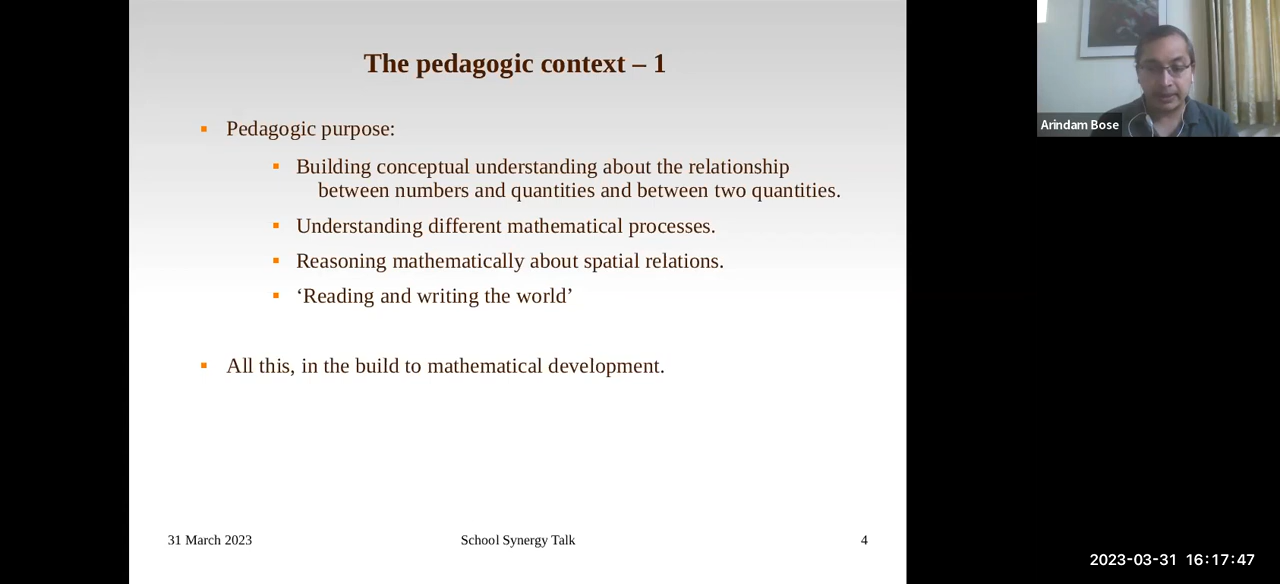 The pedagogic context – 1
▪ Pedagogic purpose:
▪ Building conceptual understanding about the relationship
between numbers and quantities and between two quantities.
▪ Understanding different mathematical processes.
▪ Reasoning mathematically about spatial relations.
▪ ‘Reading and writing the world’
▪ All this, in the build to mathematical development.
31 March 2023 School Synergy Talk 4
Arindam Bose
2023-03-31 16:17:47